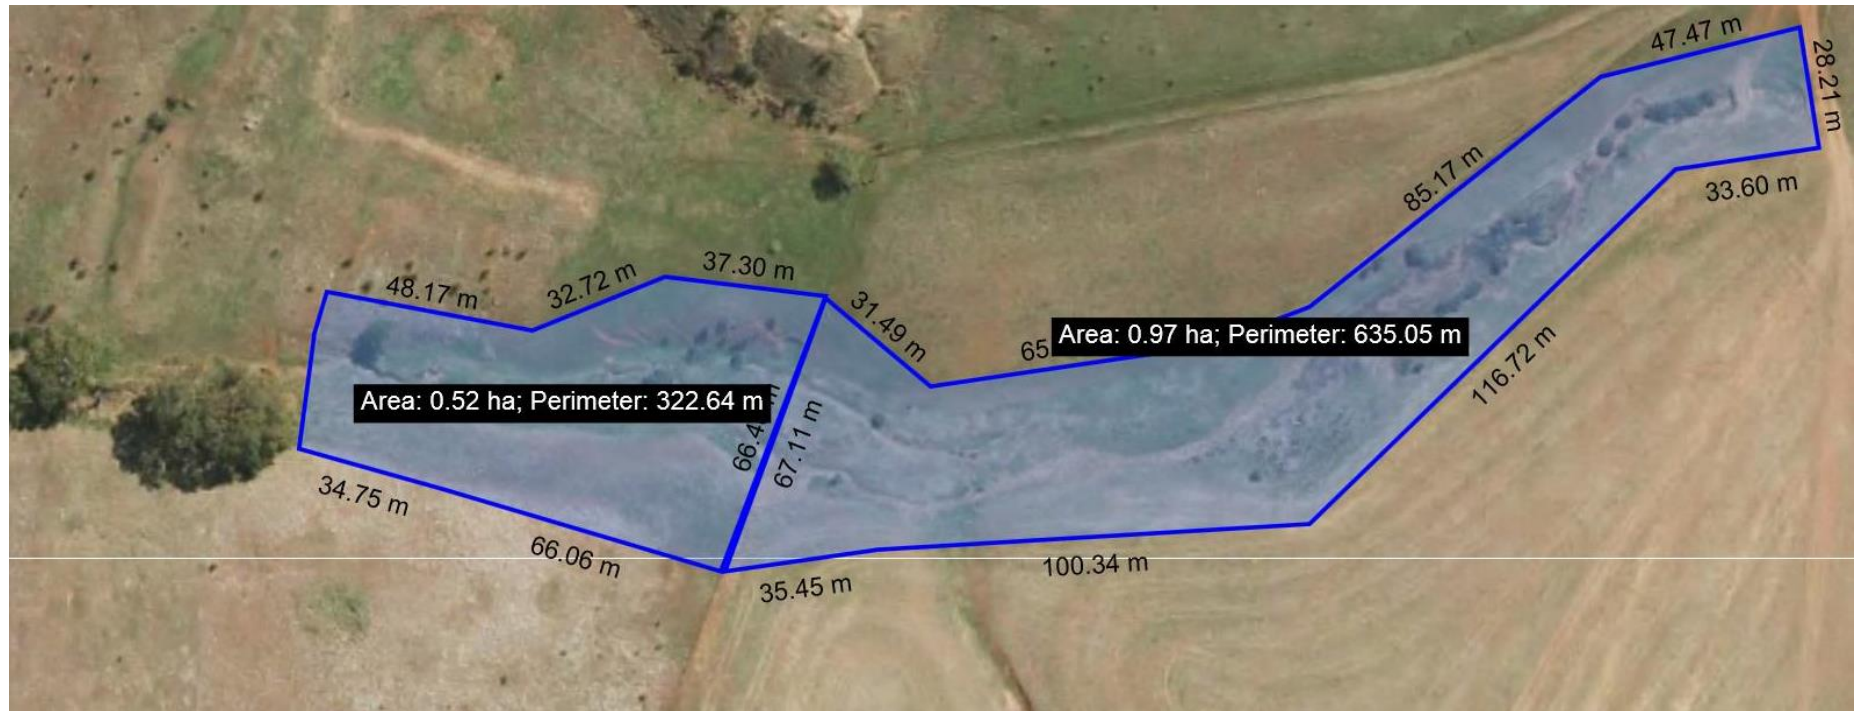 47.47 m
28.21 m
85.17 m
33.60 m
37.30 m
32.72 m
48.17 m
31.49 m
65
Area: 0.97 ha; Perimeter: 635.05 m
116.72 m
Area: 0.52 ha; Perimeter: 322.64 m
66.4 m
67.11 m
34.75 m
66.06 m
35.45 m
100.34 m